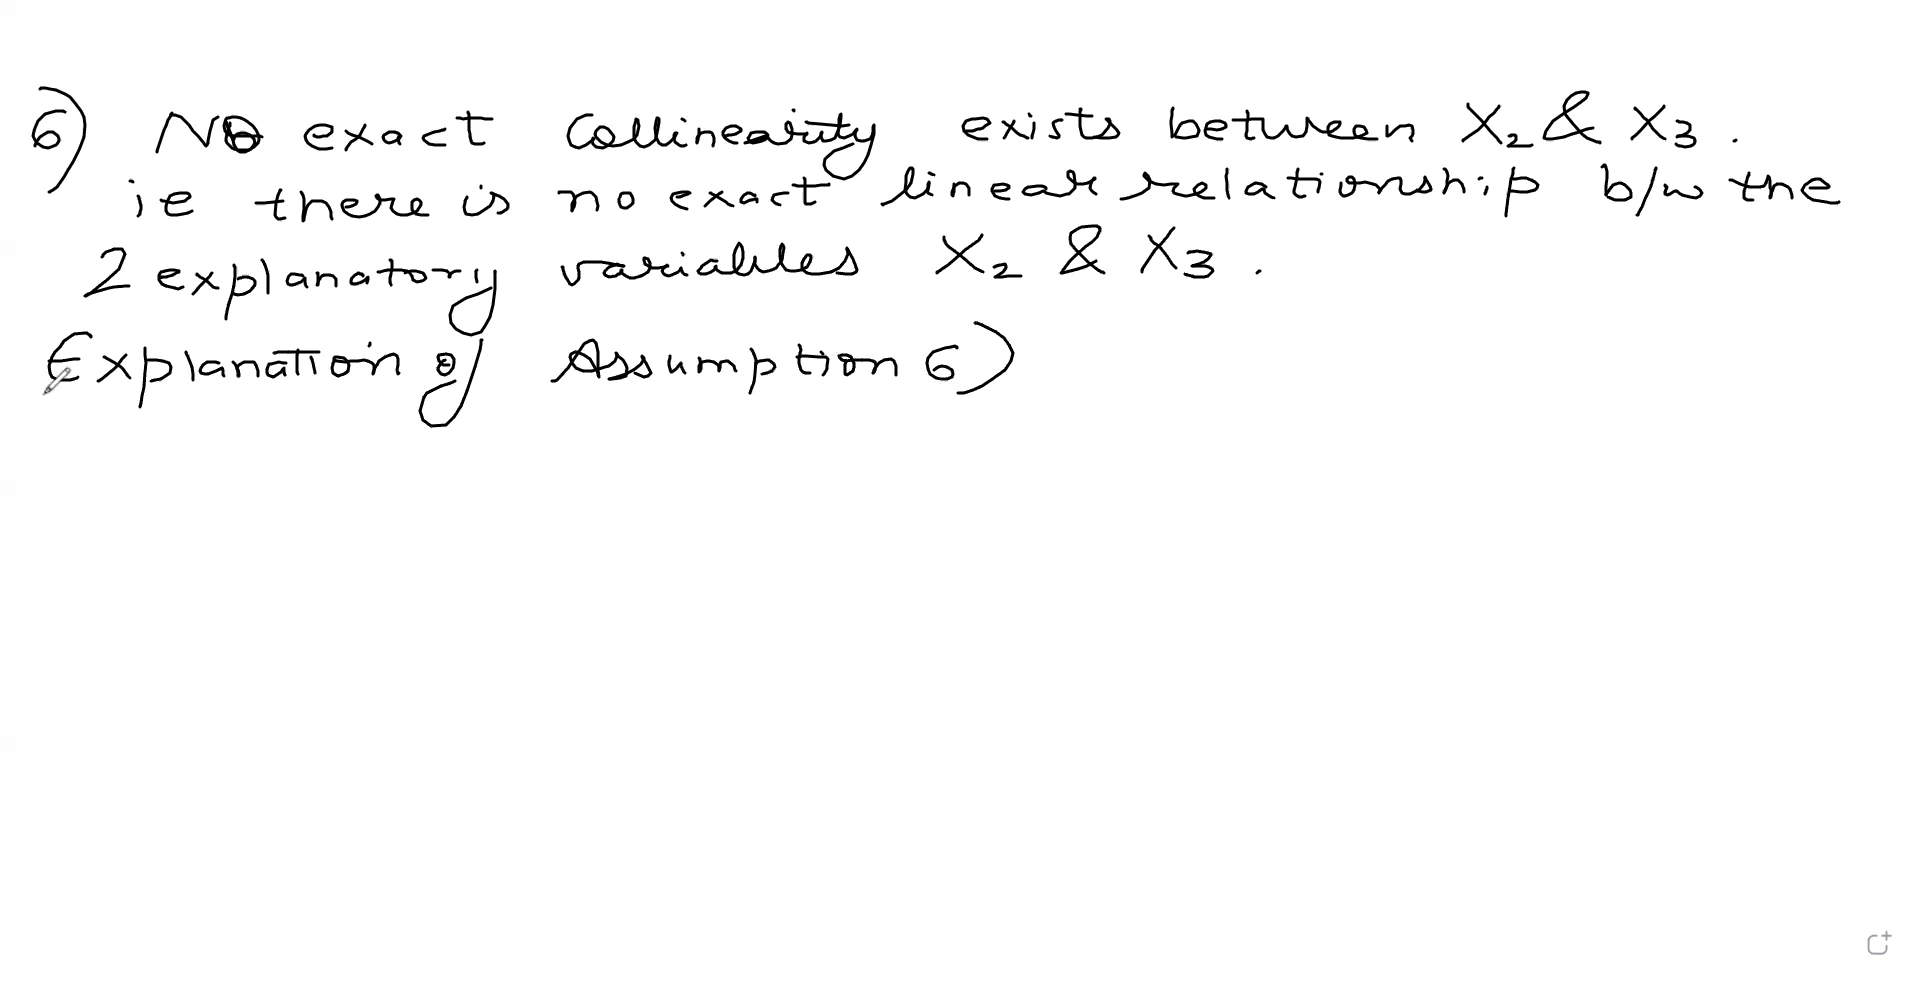 6) No exact Collinearity exists between X₂ & X₃.
ie there is no exact linear relationship b/w the
2 explanatory variables X₂ & X₃.
Explanation of Assumption 6)